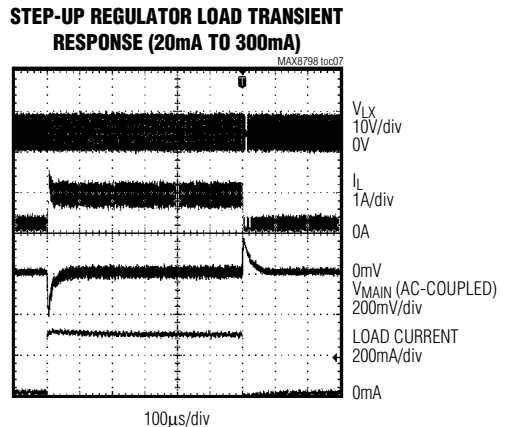 STEP-UP REGULATOR LOAD TRANSIENT
RESPONSE (20mA TO 300mA)
MAX8798 toc07
T
VLX
10V/div
0V
IL
1A/div
0A
0mV
VMAIN (AC-COUPLED)
200mV/div
LOAD CURRENT
200mA/div
0mA
100µs/div